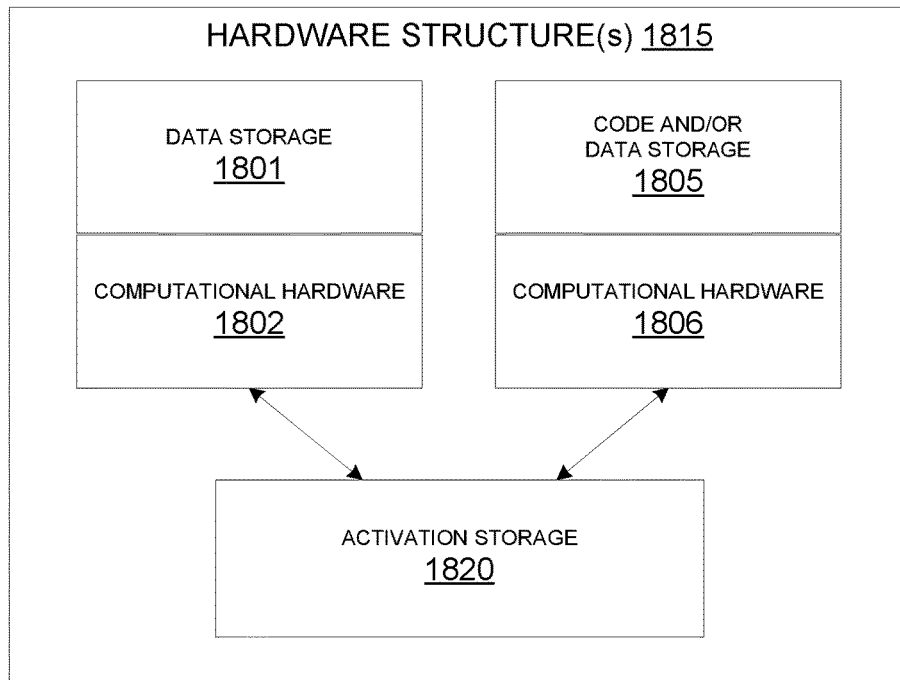 HARDWARE STRUCTURE(s) 1815
DATA STORAGE
1801
CODE AND/OR
DATA STORAGE
1805
COMPUTATIONAL HARDWARE
1802
COMPUTATIONAL HARDWARE
1806
ACTIVATION STORAGE
1820